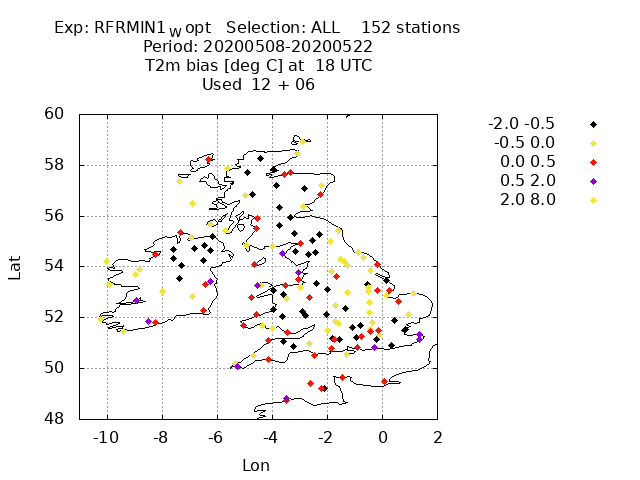 Exp: RFRMIN1Wopt Selection: ALL 152 stations
Period: 20200508-20200522
T2m bias [deg C] at 18 UTC
Used 12 + 06
60
58
56
54
52
50
48
Lat
-10 -8 -6 -4 -2 0 2
Lon
-2.0 -0.5
-0.5 0.0
0.0 0.5
0.5 2.0
2.0 8.0